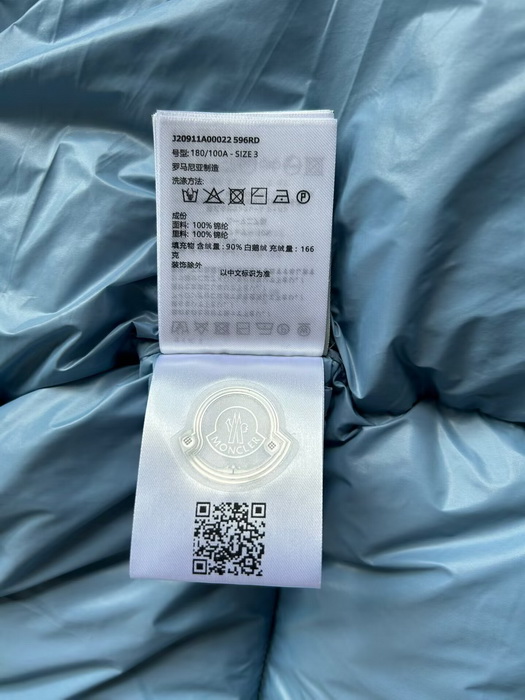 J20911A00022 596RD
号型: 180/100A - SIZE 3
罗马尼亚制造
洗涤方法:
成份
面料: 100% 锦纶
里料: 100% 锦纶
填充物 含绒量: 90% 白鹅绒 充绒量: 166
克
装饰除外
以中文标识为准
MONCLER